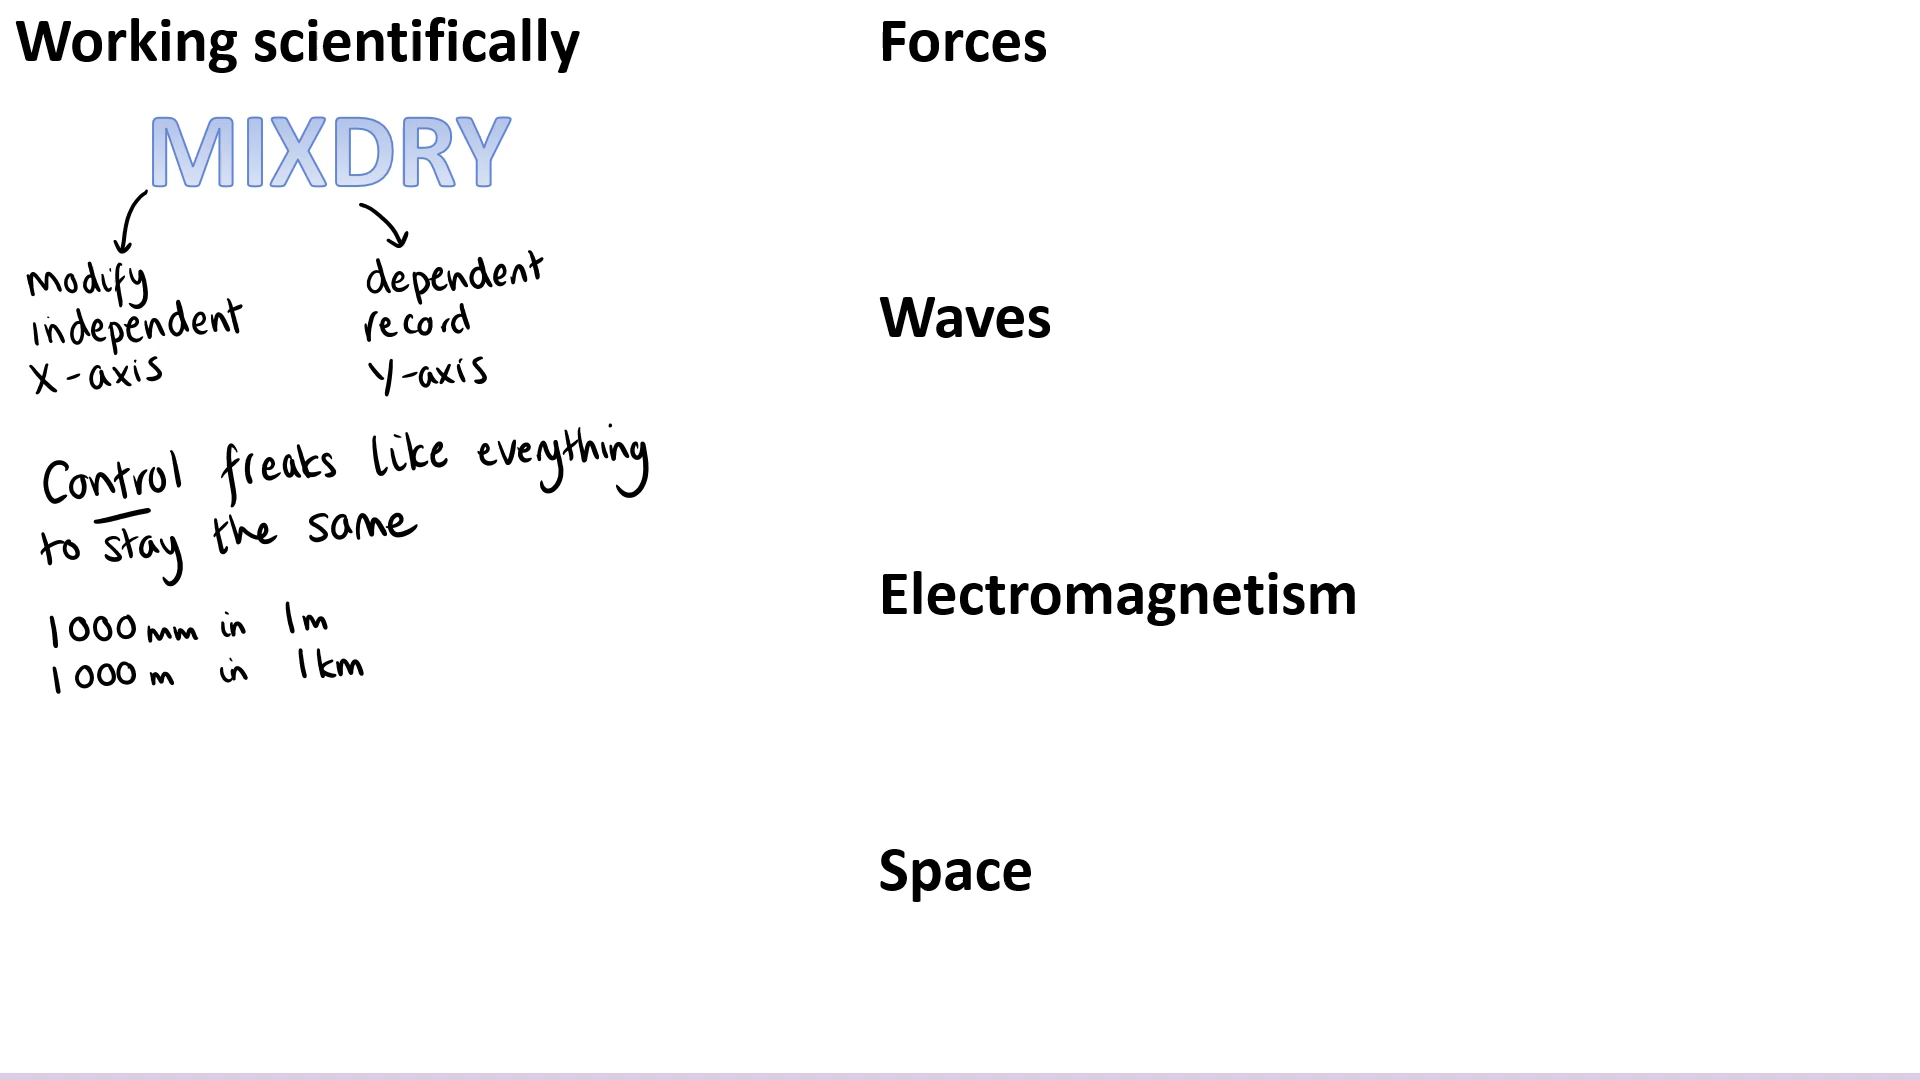 Working scientifically
MIXDRY
modify
independent
X-axis
dependent
record
Y-axis
Control freaks like everything
to stay the same
1000 mm in 1m
1000 m in 1km
Forces
Waves
Electromagnetism
Space